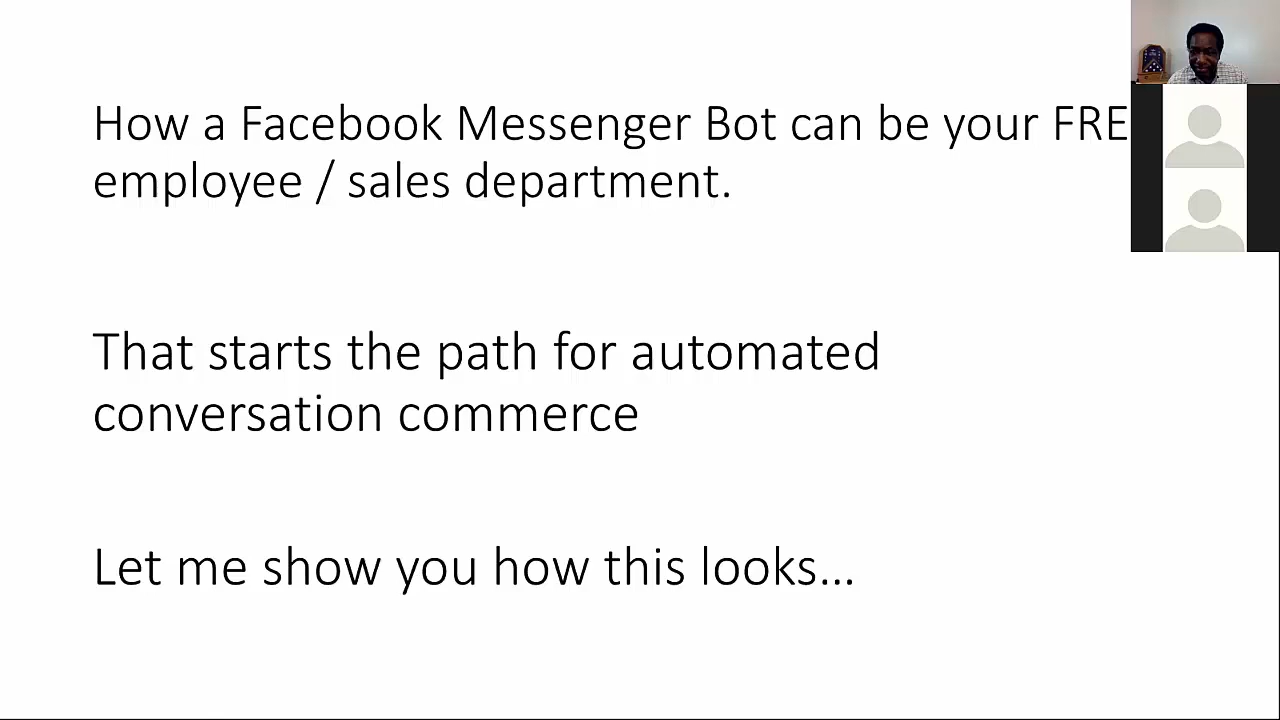 How a Facebook Messenger Bot can be your FRE
employee / sales department.
That starts the path for automated
conversation commerce
Let me show you how this looks...